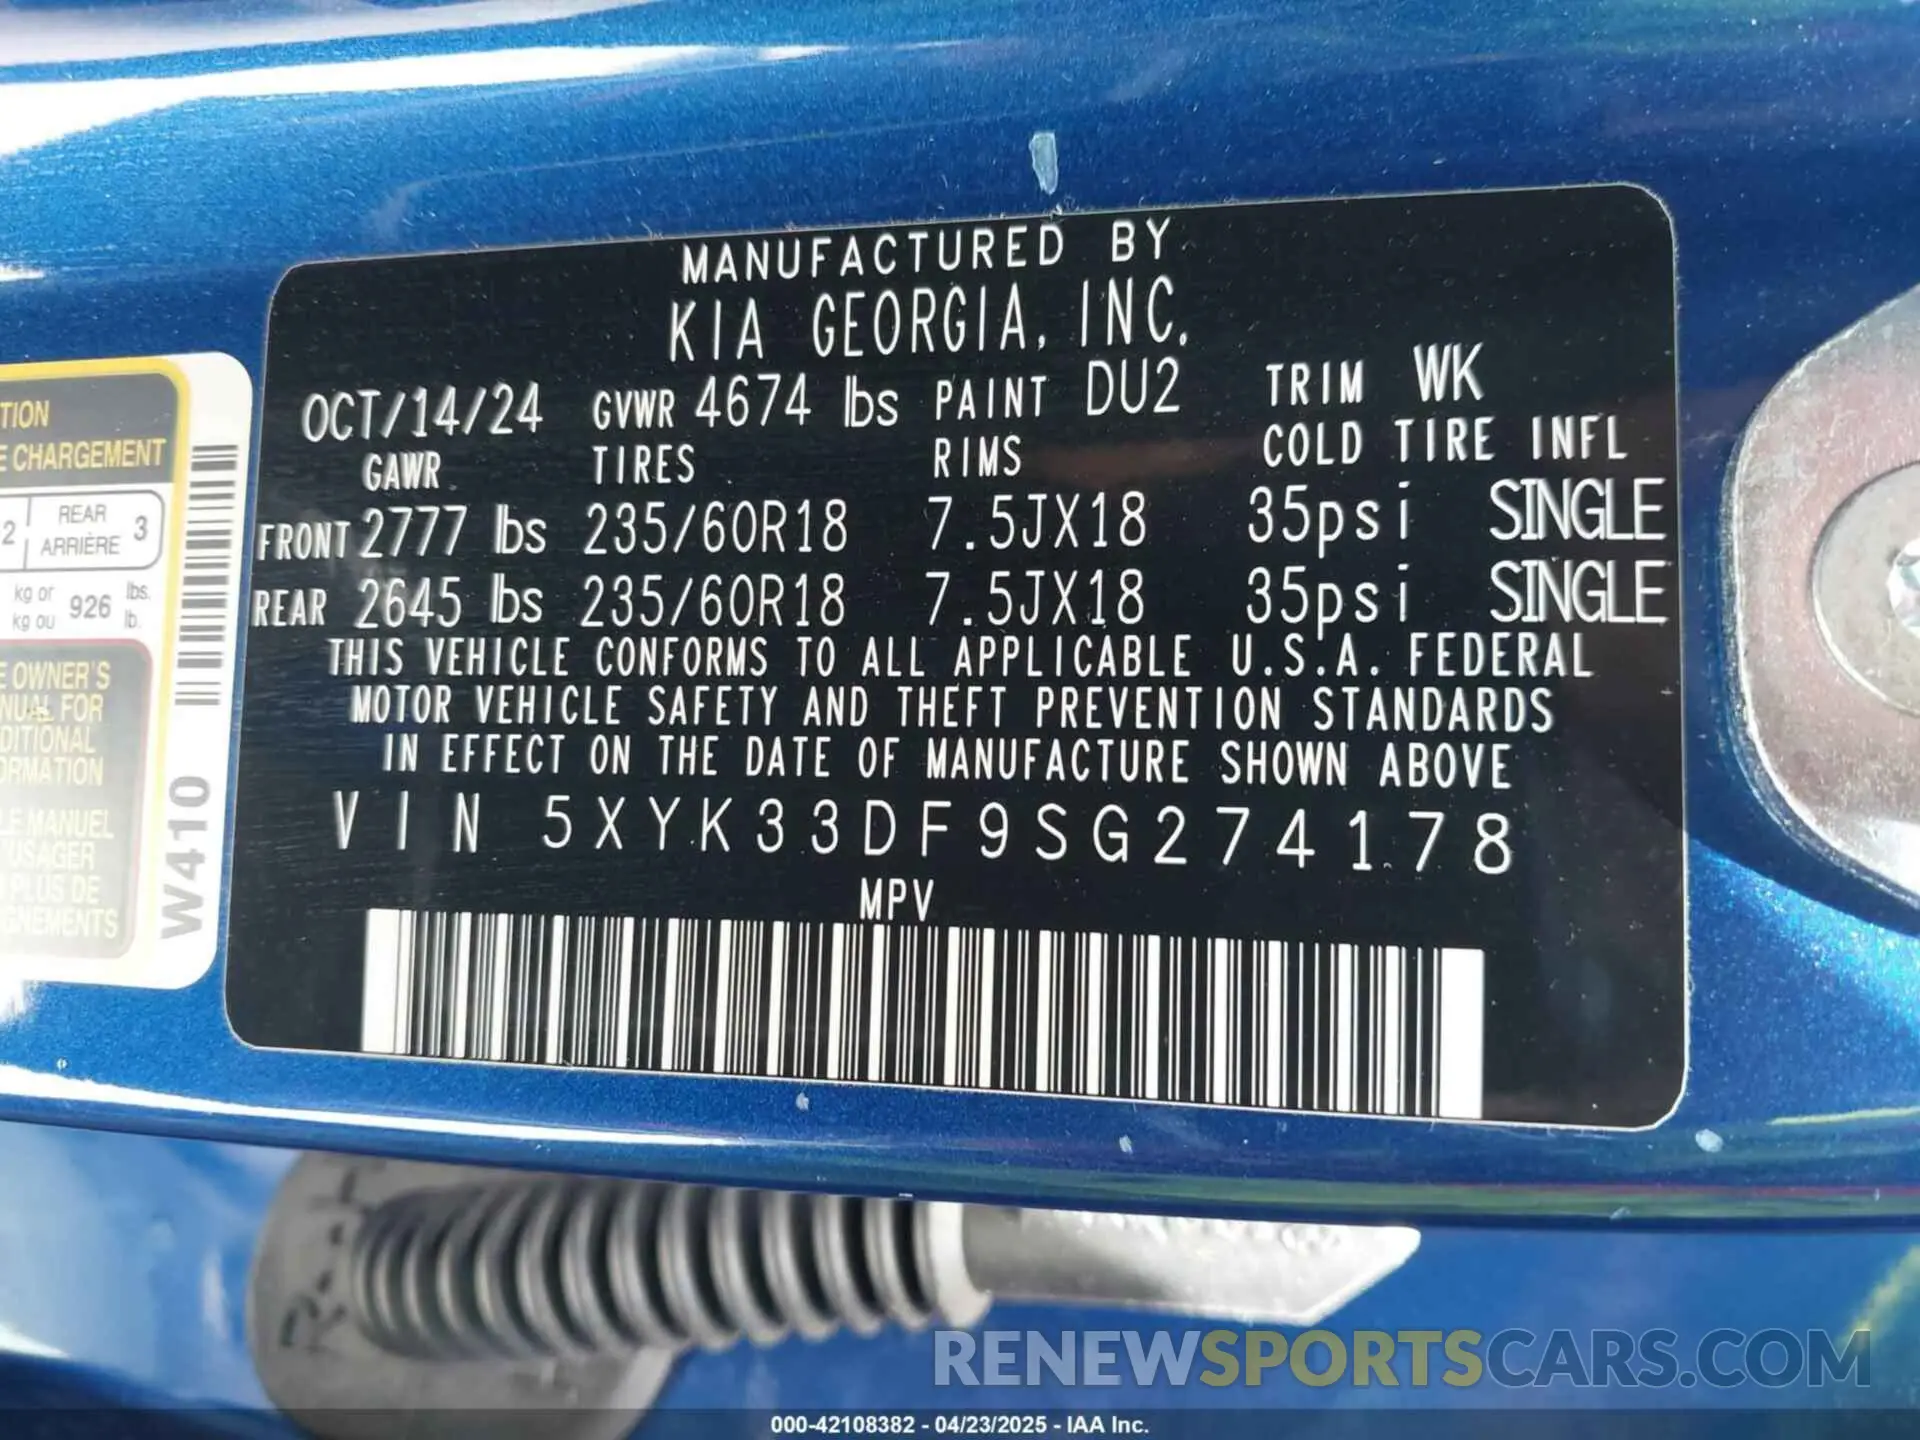 MANUFACTURED BY
KIA GEORGIA, INC.
OCT/14/24 GVWR 4674 lbs PAINT DU2 TRIM WK
GAWR TIRES RIMS COLD TIRE INFL
FRONT 2777 lbs 235/60R18 7.5JX18 35psi SINGLE
REAR 2645 lbs 235/60R18 7.5JX18 35psi SINGLE
THIS VEHICLE CONFORMS TO ALL APPLICABLE U.S.A. FEDERAL
MOTOR VEHICLE SAFETY AND THEFT PREVENTION STANDARDS
IN EFFECT ON THE DATE OF MANUFACTURE SHOWN ABOVE
VIN 5XYK33DF9SG274178
MPV
CHARGEMENT
2 REAR 3
ARRIÈRE
kg or 926 lbs.
kg ou lb.
OWNER'S
FOR
MANUEL
PLUS DE
W410
RENEWSPORTSCARS.COM
000-42108382 - 04/23/2025 - IAA Inc.